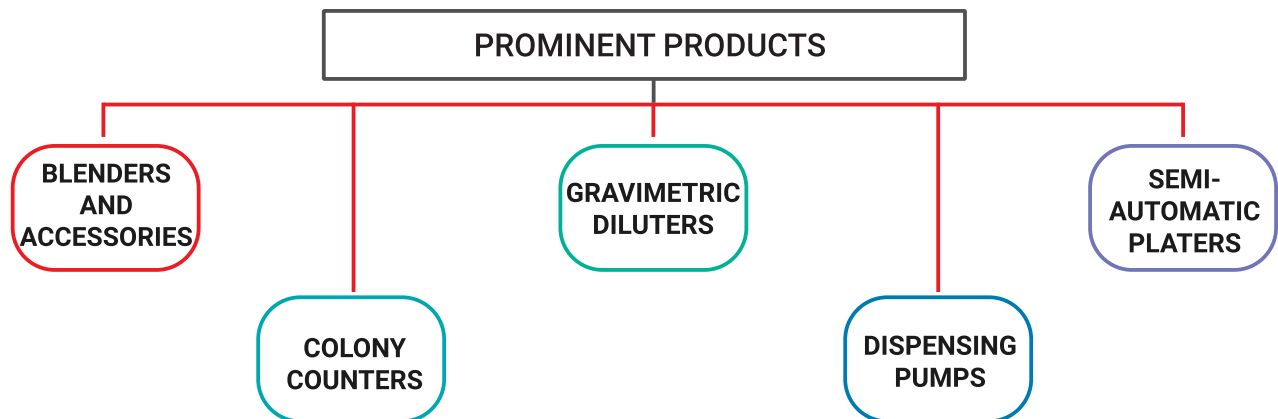 PROMINENT PRODUCTS
BLENDERS
AND
ACCESSORIES
COLONY
COUNTERS
GRAVIMETRIC
DILUTERS
DISPENSING
PUMPS
SEMI-
AUTOMATIC
PLATERS